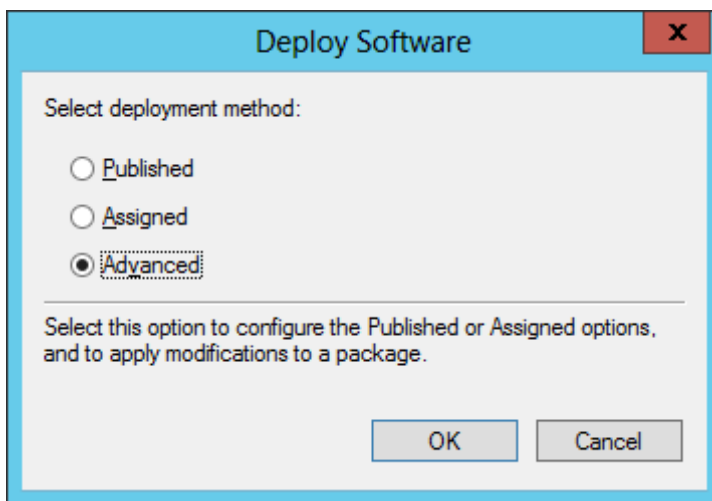 Deploy Software
x
Select deployment method:
Published
Assigned
Advanced
Select this option to configure the Published or Assigned options,
and to apply modifications to a package.
OK
Cancel